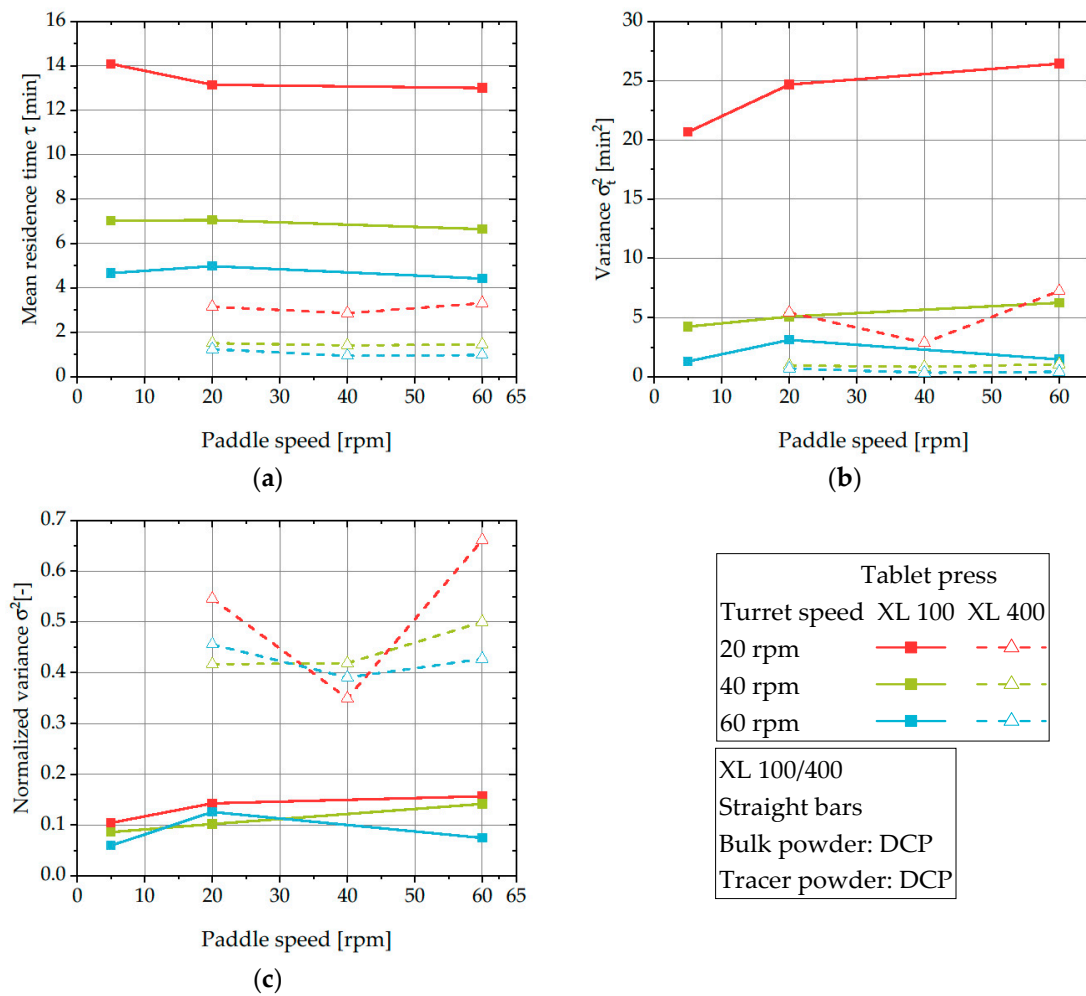 Mean residence time τ [min]
16
14
12
10
8
6
4
2
0
0 10 20 30 40 50 60 65
Paddle speed [rpm]
(a)
Variance σ²ₜ [min²]
30
25
20
15
10
5
0
0 10 20 30 40 50 60
Paddle speed [rpm]
(b)
Normalized variance σ²[-]
0.7
0.6
0.5
0.4
0.3
0.2
0.1
0.0
0 10 20 30 40 50 60 65
Paddle speed [rpm]
(c)
Tablet press
Turret speed XL 100 XL 400
20 rpm
40 rpm
60 rpm
XL 100/400
Straight bars
Bulk powder: DCP
Tracer powder: DCP